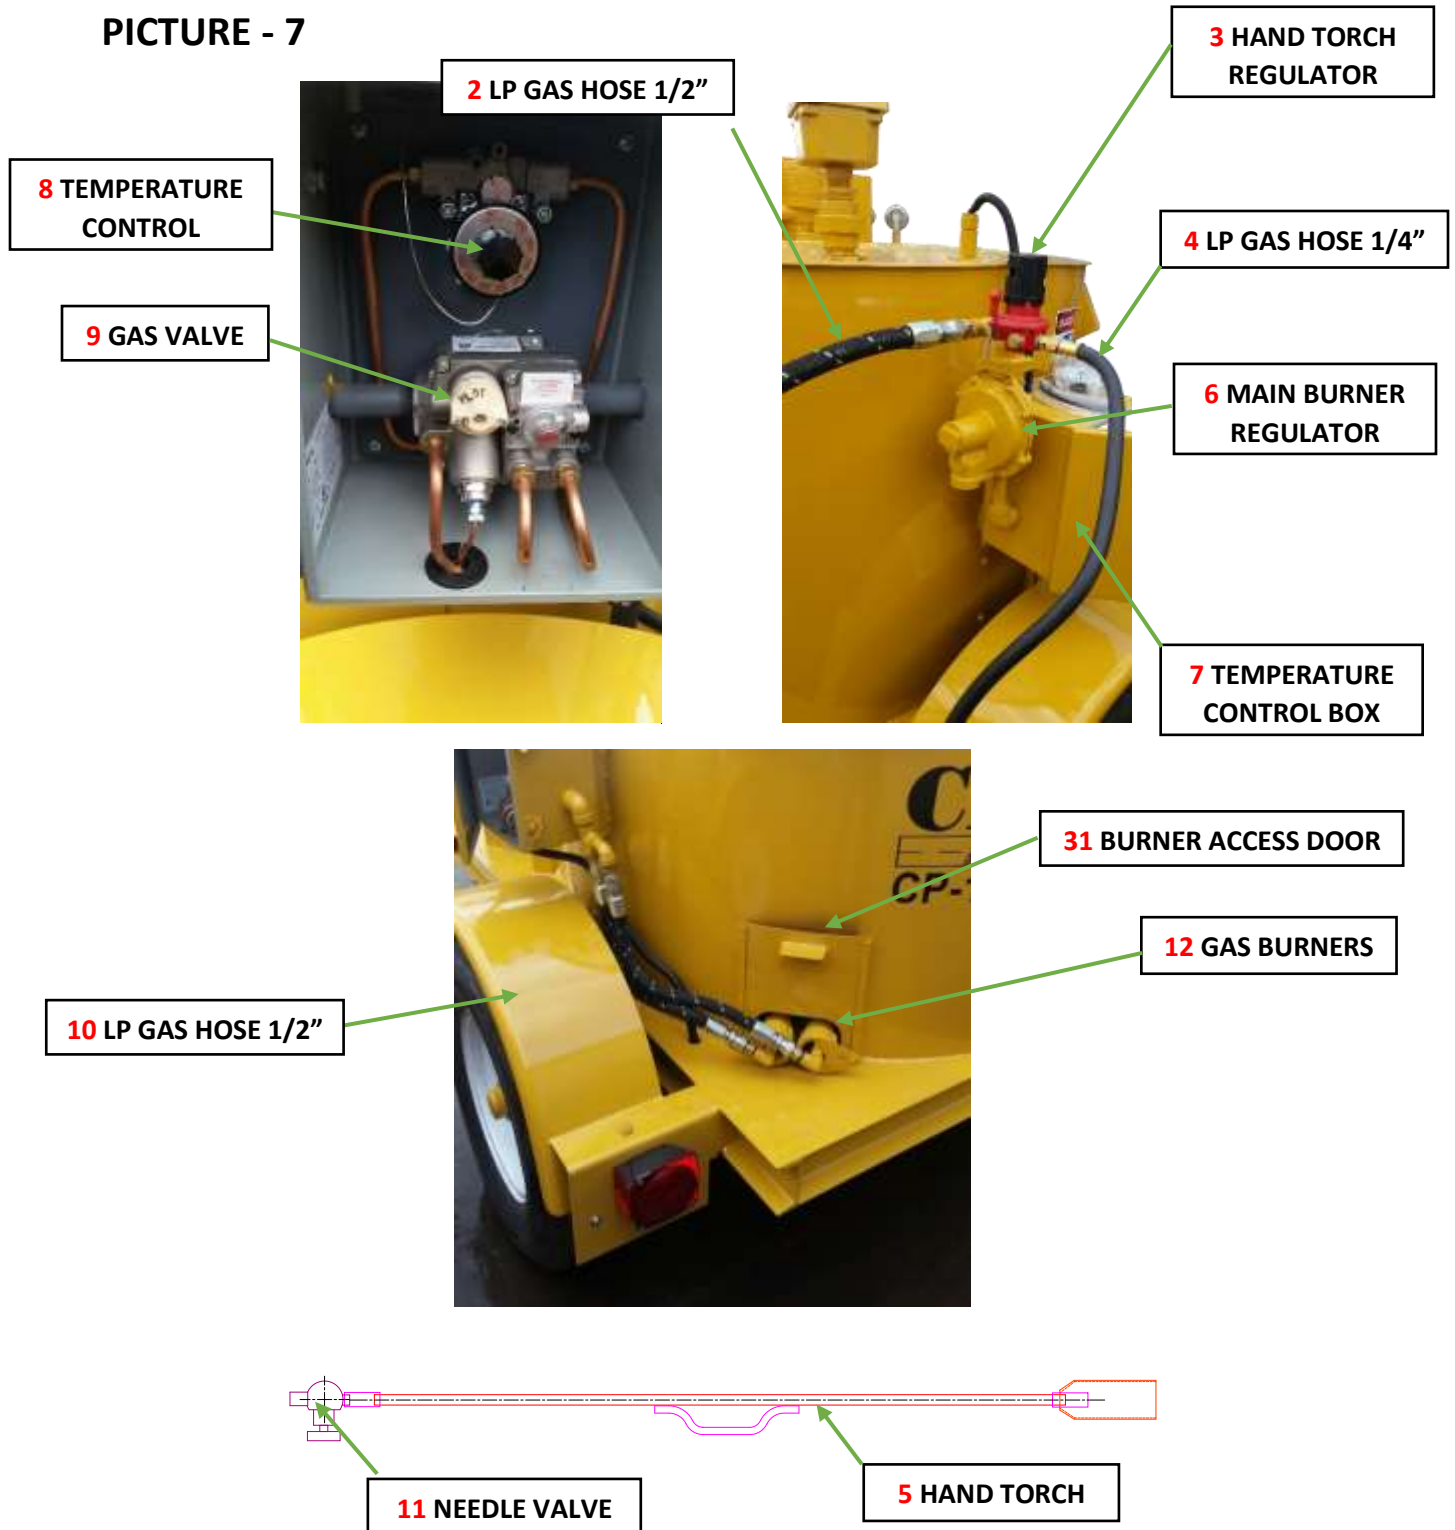 PICTURE - 7
3 HAND TORCH
REGULATOR
2 LP GAS HOSE 1/2”
8 TEMPERATURE
CONTROL
4 LP GAS HOSE 1/4”
9 GAS VALVE
6 MAIN BURNER
REGULATOR
7 TEMPERATURE
CONTROL BOX
31 BURNER ACCESS DOOR
CP-
12 GAS BURNERS
10 LP GAS HOSE 1/2”
5 HAND TORCH
11 NEEDLE VALVE